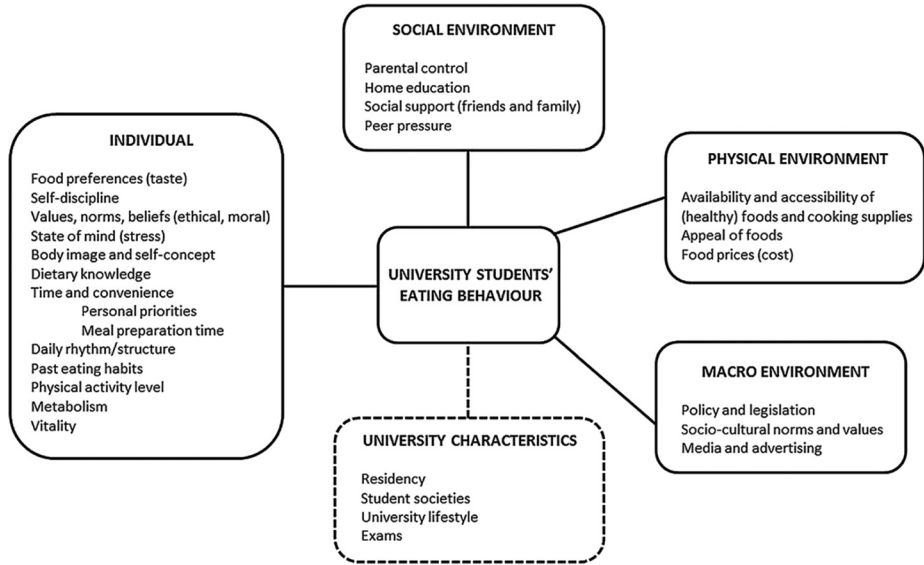 SOCIAL ENVIRONMENT
Parental control
Home education
Social support (friends and family)
Peer pressure
INDIVIDUAL
Food preferences (taste)
Self-discipline
Values, norms, beliefs (ethical, moral)
State of mind (stress)
Body image and self-concept
Dietary knowledge
Time and convenience
Personal priorities
Meal preparation time
Daily rhythm/structure
Past eating habits
Physical activity level
Metabolism
Vitality
UNIVERSITY STUDENTS’
EATING BEHAVIOUR
PHYSICAL ENVIRONMENT
Availability and accessibility of
(healthy) foods and cooking supplies
Appeal of foods
Food prices (cost)
MACRO ENVIRONMENT
Policy and legislation
Socio-cultural norms and values
Media and advertising
UNIVERSITY CHARACTERISTICS
Residency
Student societies
University lifestyle
Exams